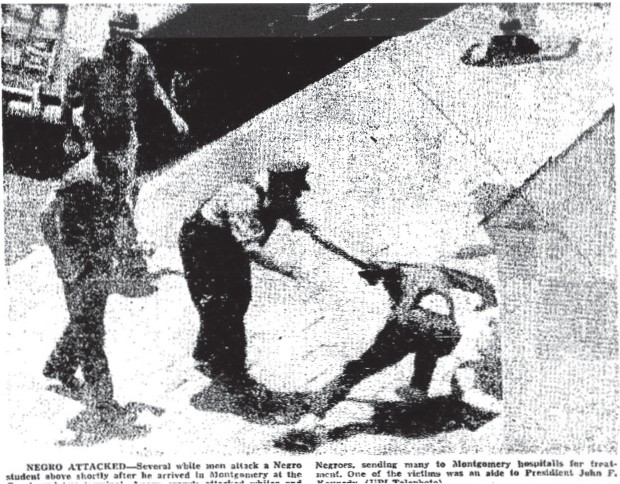 NEGRO ATTACKED—Several white men attack a Negro
student above shortly after he arrived in Montgomery at the
attacked whites and
Negroes, sending many to Montgomery hospitals for treat-
ment. One of the victims was an aide to President John F.
Kennedy. (UPI Telephoto)